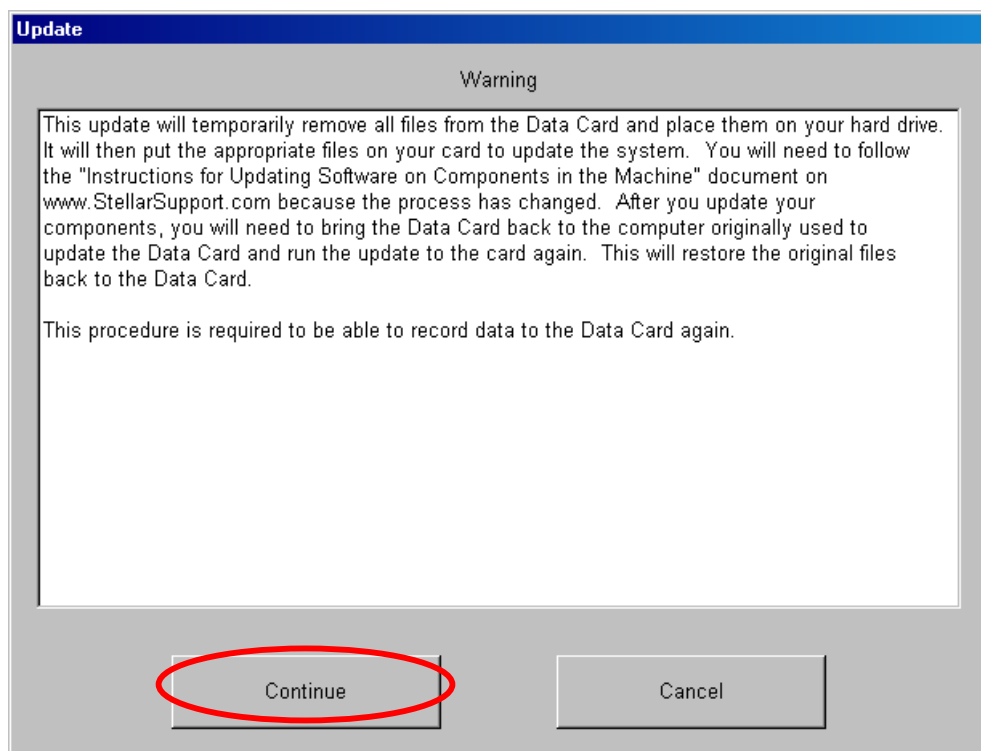 Update
Warning
This update will temporarily remove all files from the Data Card and place them on your hard drive.
It will then put the appropriate files on your card to update the system.  You will need to follow
the "Instructions for Updating Software on Components in the Machine" document on
www.StellarSupport.com because the process has changed.  After you update your
components, you will need to bring the Data Card back to the computer originally used to
update the Data Card and run the update to the card again.  This will restore the original files
back to the Data Card.
This procedure is required to be able to record data to the Data Card again.
Continue
Cancel